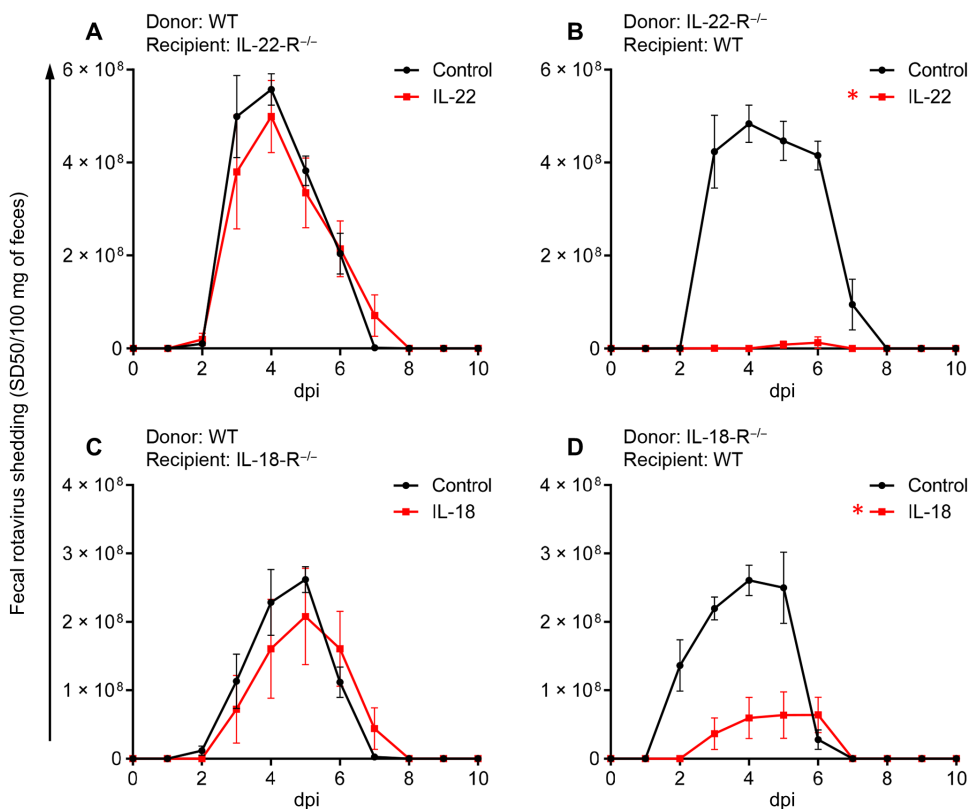 Fecal rotavirus shedding (SD50/100 mg of feces)
A
Donor: WT
Recipient: IL-22-R⁻/⁻
6 × 10⁸
4 × 10⁸
2 × 10⁸
0
0 2 4 6 8 10
dpi
Control
IL-22
B
Donor: IL-22-R⁻/⁻
Recipient: WT
6 × 10⁸
4 × 10⁸
2 × 10⁸
0
0 2 4 6 8 10
dpi
Control
* IL-22
C
Donor: WT
Recipient: IL-18-R⁻/⁻
4 × 10⁸
3 × 10⁸
2 × 10⁸
1 × 10⁸
0
0 2 4 6 8 10
dpi
Control
IL-18
D
Donor: IL-18-R⁻/⁻
Recipient: WT
4 × 10⁸
3 × 10⁸
2 × 10⁸
1 × 10⁸
0
0 2 4 6 8 10
dpi
Control
* IL-18